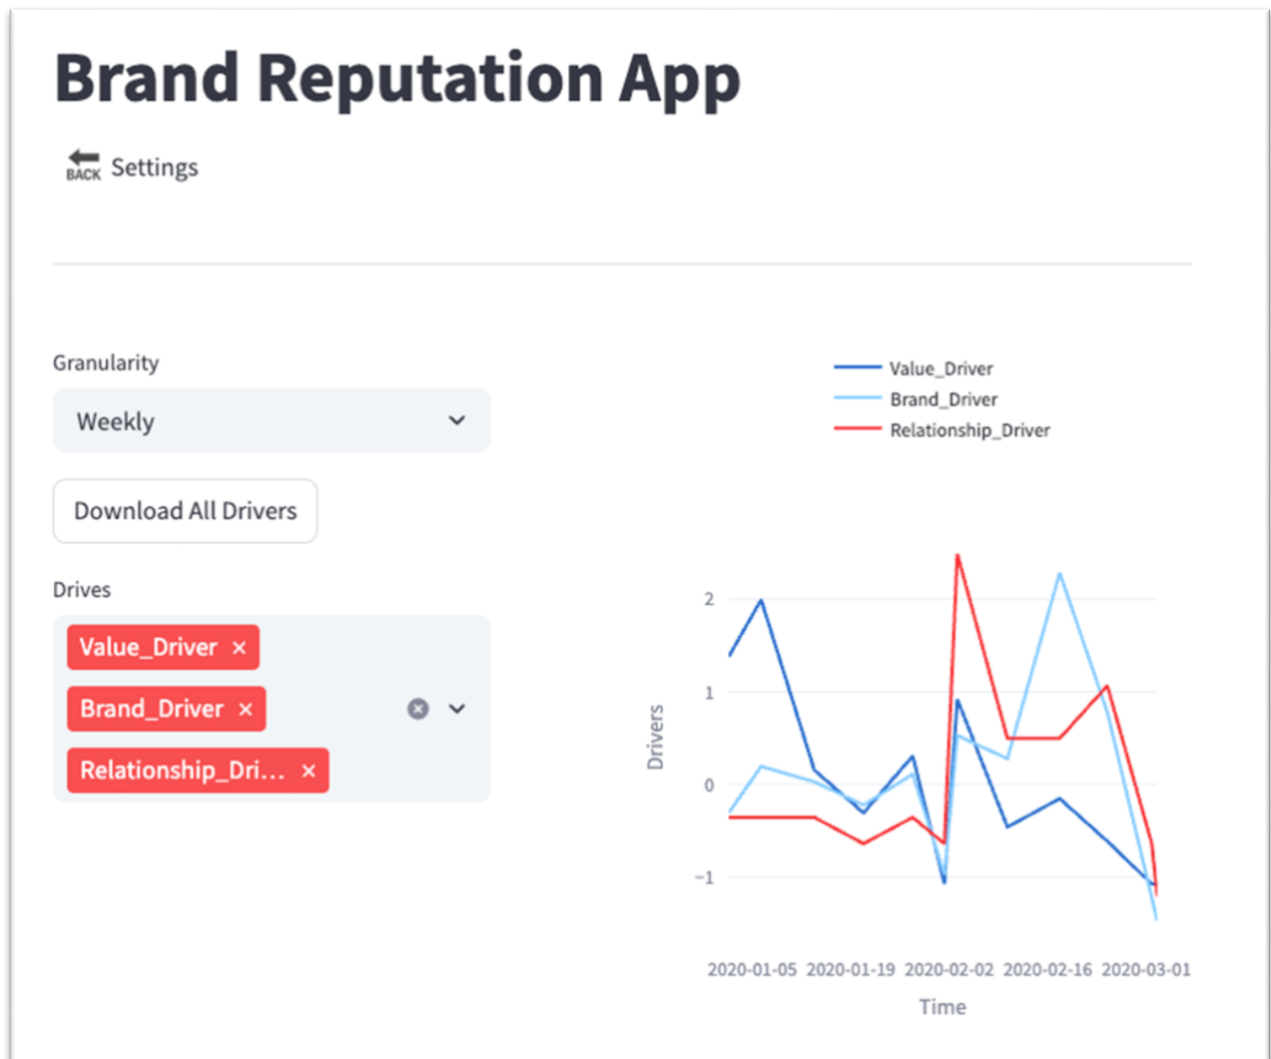 Brand Reputation App
BACK Settings
Granularity
Weekly
Download All Drivers
Drives
Value_Driver ×
Brand_Driver ×
Relationship_Dri... ×
Value_Driver
Brand_Driver
Relationship_Driver
2
1
0
−1
Drivers
2020-01-05 2020-01-19 2020-02-02 2020-02-16 2020-03-01
Time